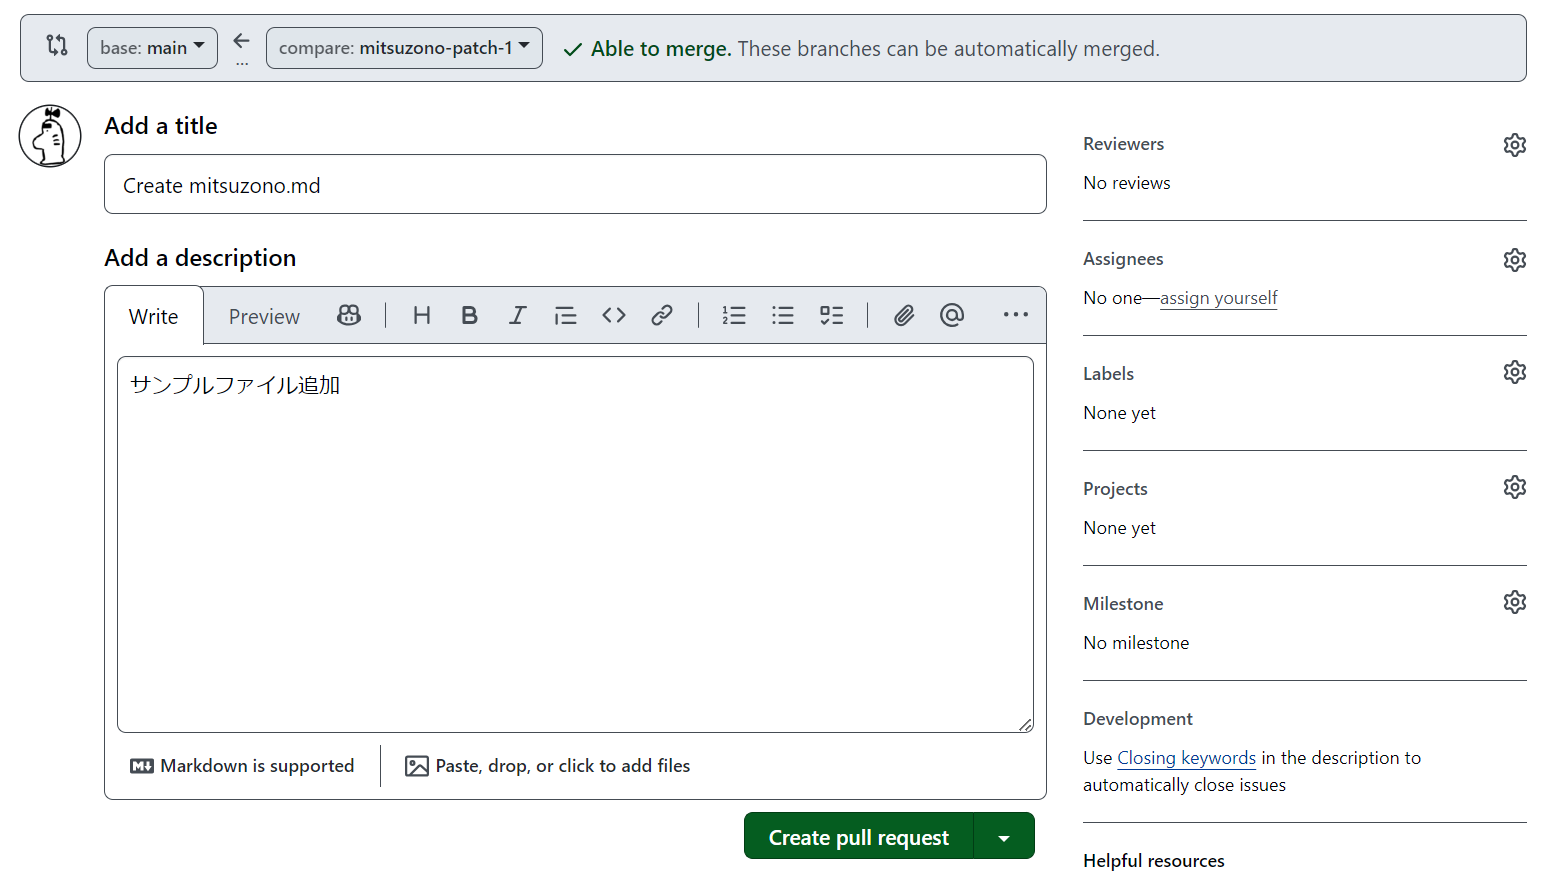 base: main ← ... compare: mitsuzono-patch-1 ✓ Able to merge. These branches can be automatically merged.
Add a title
Create mitsuzono.md
Add a description
Write Preview H B I
サンプルファイル追加
Markdown is supported Paste, drop, or click to add files
Create pull request
Reviewers
No reviews
Assignees
No one—assign yourself
Labels
None yet
Projects
None yet
Milestone
No milestone
Development
Use Closing keywords in the description to
automatically close issues
Helpful resources